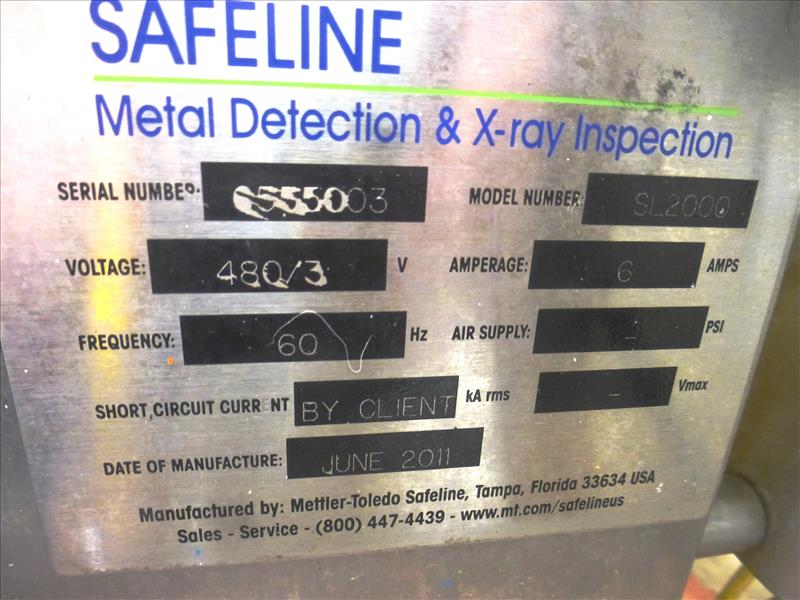 SAFELINE
Metal Detection & X-ray Inspection
SERIAL NUMBER: MODEL NUMBER: SL2000
VOLTAGE: 480/3 V AMPERAGE: 6 AMPS
FREQUENCY: 60 Hz AIR SUPPLY: - PSI
SHORT, CIRCUIT CURRENT BY CLIENT kA rms - Vmax
DATE OF MANUFACTURE: JUNE 2011
Manufactured by: Mettler-Toledo Safeline, Tampa, Florida 33634 USA
Sales - Service - (800) 447-4439 - www.mt.com/safelineus